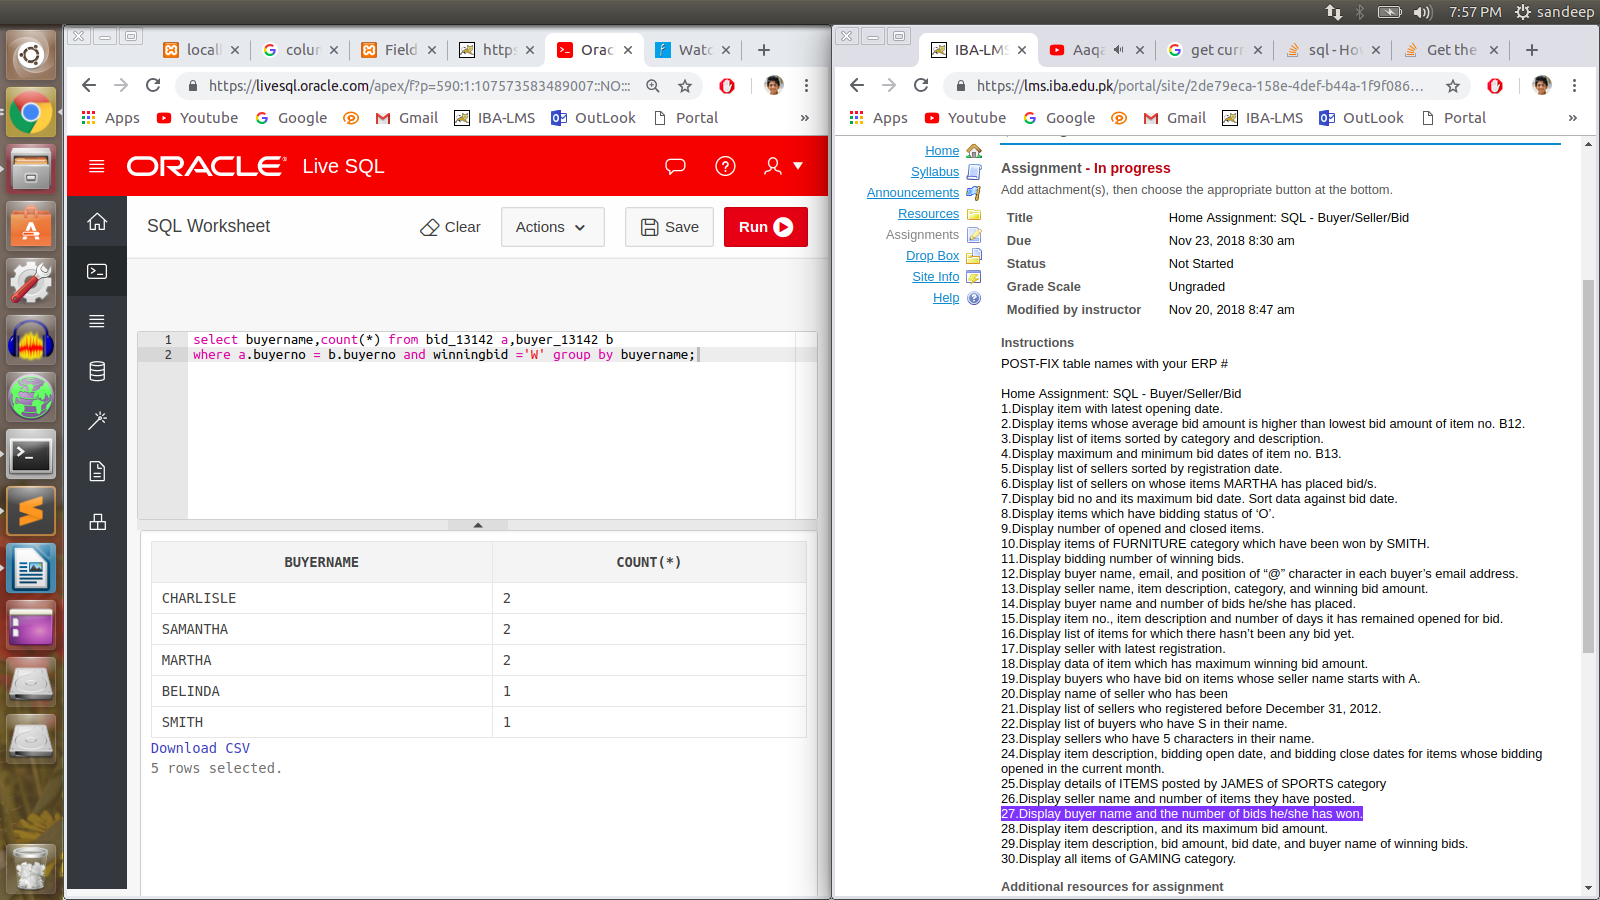 7:57 PM sandeep
locall
colun
Field
https
Orac
Watc
https://livesql.oracle.com/apex/f?p=590:1:107573583489007::NO:::
Apps YouTube Google Gmail IBA-LMS OutLook Portal »
ORACLE Live SQL
SQL Worksheet
Clear Actions Save Run
1 select buyername,count(*) from bid_13142 a,buyer_13142 b
2 where a.buyerno = b.buyerno and winningbid ='W' group by buyername;
BUYERNAME COUNT(*)
CHARLISLE 2
SAMANTHA 2
MARTHA 2
BELINDA 1
SMITH 1
Download CSV
5 rows selected.
IBA-LMS
Aaqa
get curr
sql - Hov
Get the
https://lms.iba.edu.pk/portal/site/2de79eca-158e-4def-b44a-1f9f086...
Apps YouTube Google Gmail IBA-LMS OutLook Portal »
Home
Syllabus
Announcements
Resources
Assignments
Drop Box
Site Info
Help
Assignment - In progress
Add attachment(s), then choose the appropriate button at the bottom.
Title Home Assignment: SQL - Buyer/Seller/Bid
Due Nov 23, 2018 8:30 am
Status Not Started
Grade Scale Ungraded
Modified by instructor Nov 20, 2018 8:47 am
Instructions
POST-FIX table names with your ERP #
Home Assignment: SQL - Buyer/Seller/Bid
1.Display item with latest opening date.
2.Display items whose average bid amount is higher than lowest bid amount of item no. B12.
3.Display list of items sorted by category and description.
4.Display maximum and minimum bid dates of item no. B13.
5.Display list of sellers sorted by registration date.
6.Display list of sellers on whose items MARTHA has placed bid/s.
7.Display bid no and its maximum bid date. Sort data against bid date.
8.Display items which have bidding status of ‘O’.
9.Display number of opened and closed items.
10.Display items of FURNITURE category which have been won by SMITH.
11.Display bidding number of winning bids.
12.Display buyer name, email, and position of “@” character in each buyer’s email address.
13.Display seller name, item description, category, and winning bid amount.
14.Display buyer name and number of bids he/she has placed.
15.Display item no., item description and number of days it has remained opened for bid.
16.Display list of items for which there hasn’t been any bid yet.
17.Display seller with latest registration.
18.Display data of item which has maximum winning bid amount.
19.Display buyers who have bid on items whose seller name starts with A.
20.Display name of seller who has been
21.Display list of sellers who registered before December 31, 2012.
22.Display list of buyers who have S in their name.
23.Display sellers who have 5 characters in their name.
24.Display item description, bidding open date, and bidding close dates for items whose bidding
opened in the current month.
25.Display details of ITEMS posted by JAMES of SPORTS category
26.Display seller name and number of items they have posted.
27.Display buyer name and the number of bids he/she has won.
28.Display item description, and its maximum bid amount.
29.Display item description, bid amount, bid date, and buyer name of winning bids.
30.Display all items of GAMING category.
Additional resources for assignment